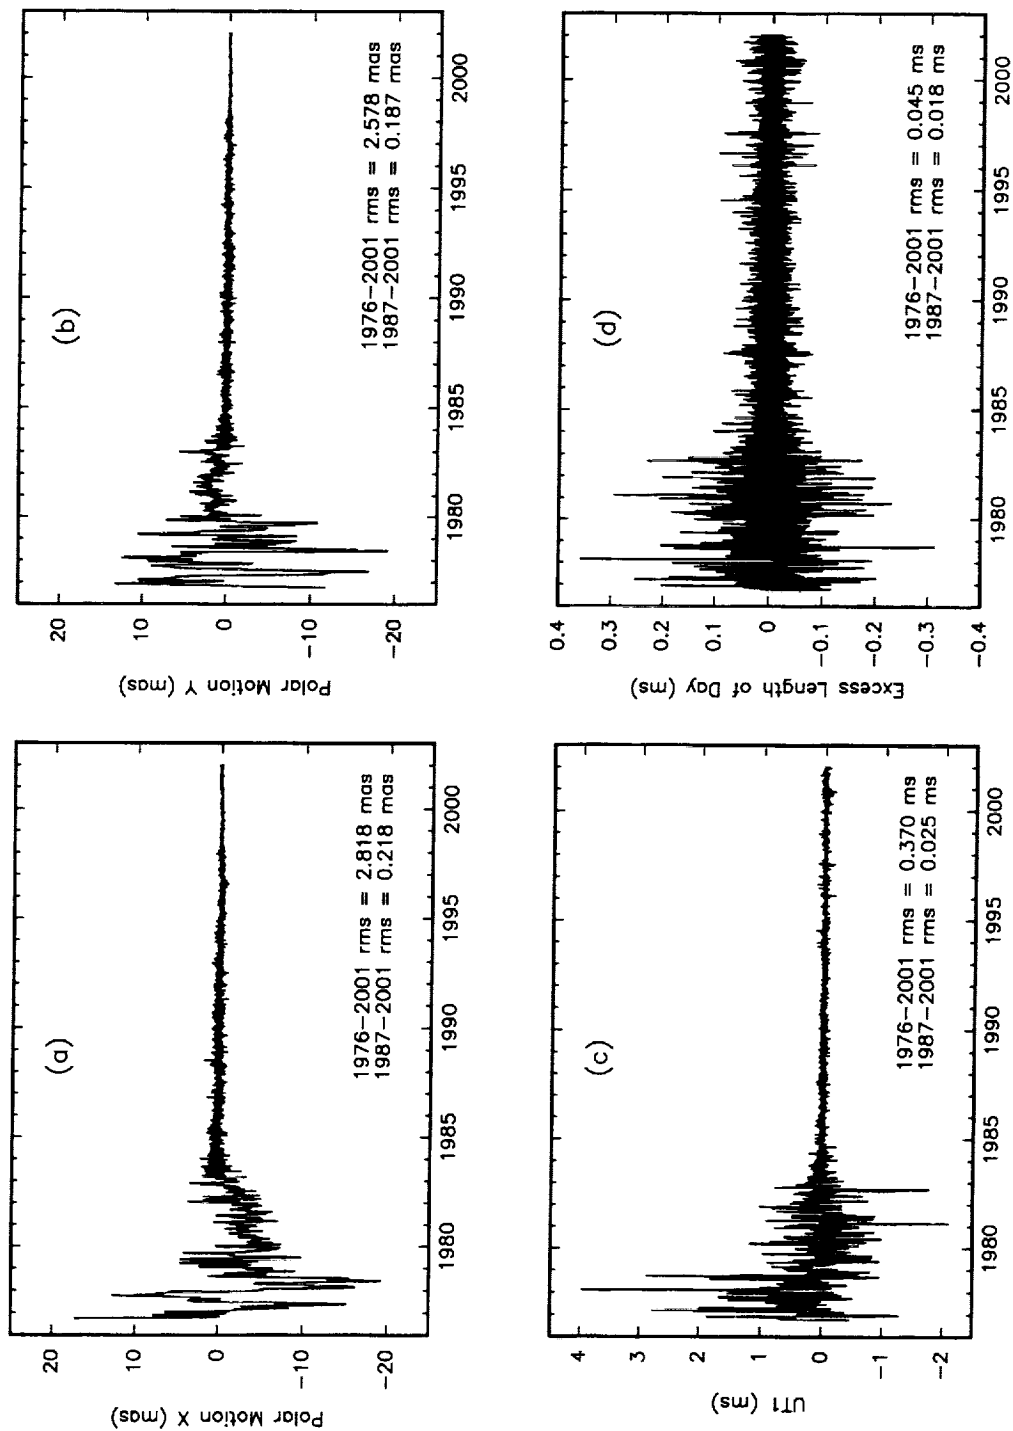 (a)
20
10
0
−10
−20
Polar Motion X (mas)
1976−2001 rms = 2.818 mas
1987−2001 rms = 0.218 mas
1980
1985
1990
1995
2000
(b)
20
10
0
−10
−20
Polar Motion Y (mas)
1976−2001 rms = 2.578 mas
1987−2001 rms = 0.187 mas
1980
1985
1990
1995
2000
(c)
4
3
2
1
0
−1
−2
UT1 (ms)
1976−2001 rms = 0.370 ms
1987−2001 rms = 0.025 ms
1980
1985
1990
1995
2000
(d)
0.4
0.3
0.2
0.1
0
−0.1
−0.2
−0.3
−0.4
Excess Length of Day (ms)
1976−2001 rms = 0.045 ms
1987−2001 rms = 0.018 ms
1980
1985
1990
1995
2000